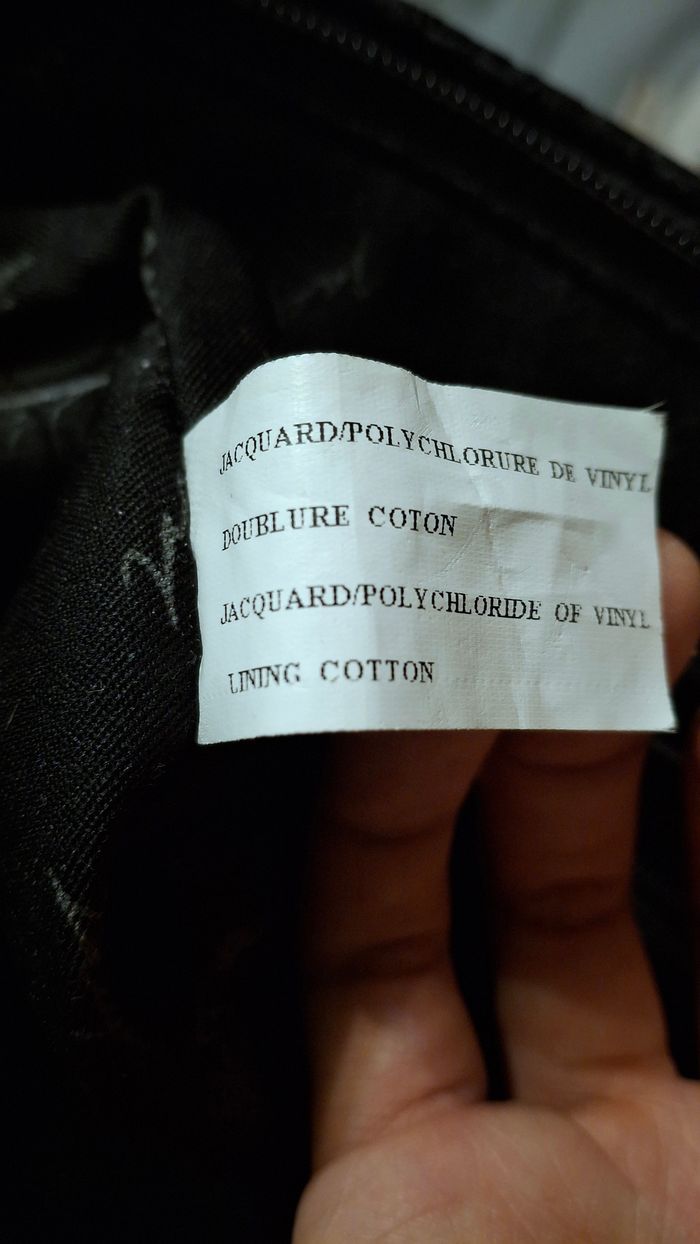 JACQUARD/POLYCHLORURE DE VINYL
DOUBLURE COTON
JACQUARD/POLYCHLORIDE OF VINYL
LINING COTTON